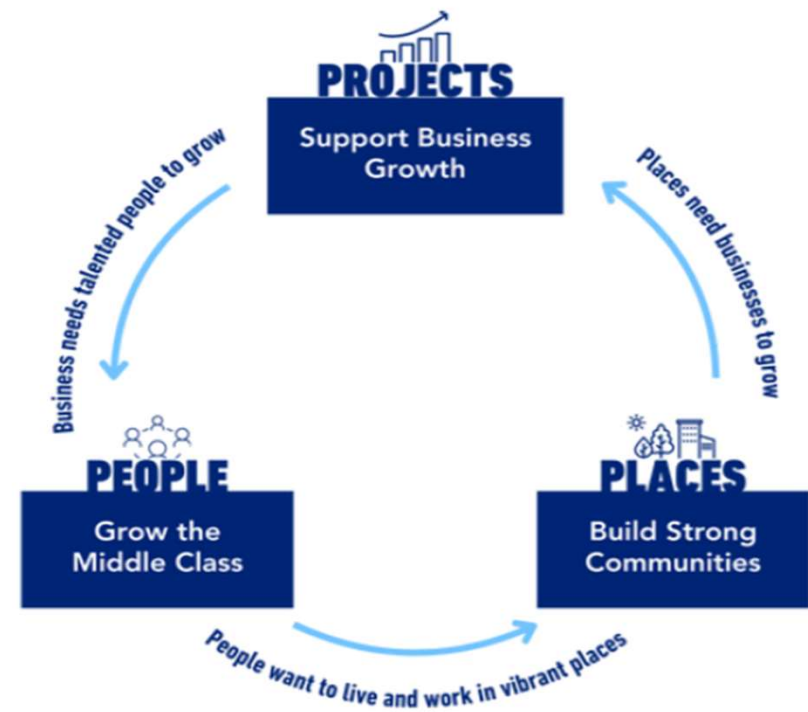 PROJECTS
Support Business
Growth
Business needs talented people to grow
Places need businesses to grow
PEOPLE
Grow the
Middle Class
PLACES
Build Strong
Communities
People want to live and work in vibrant places